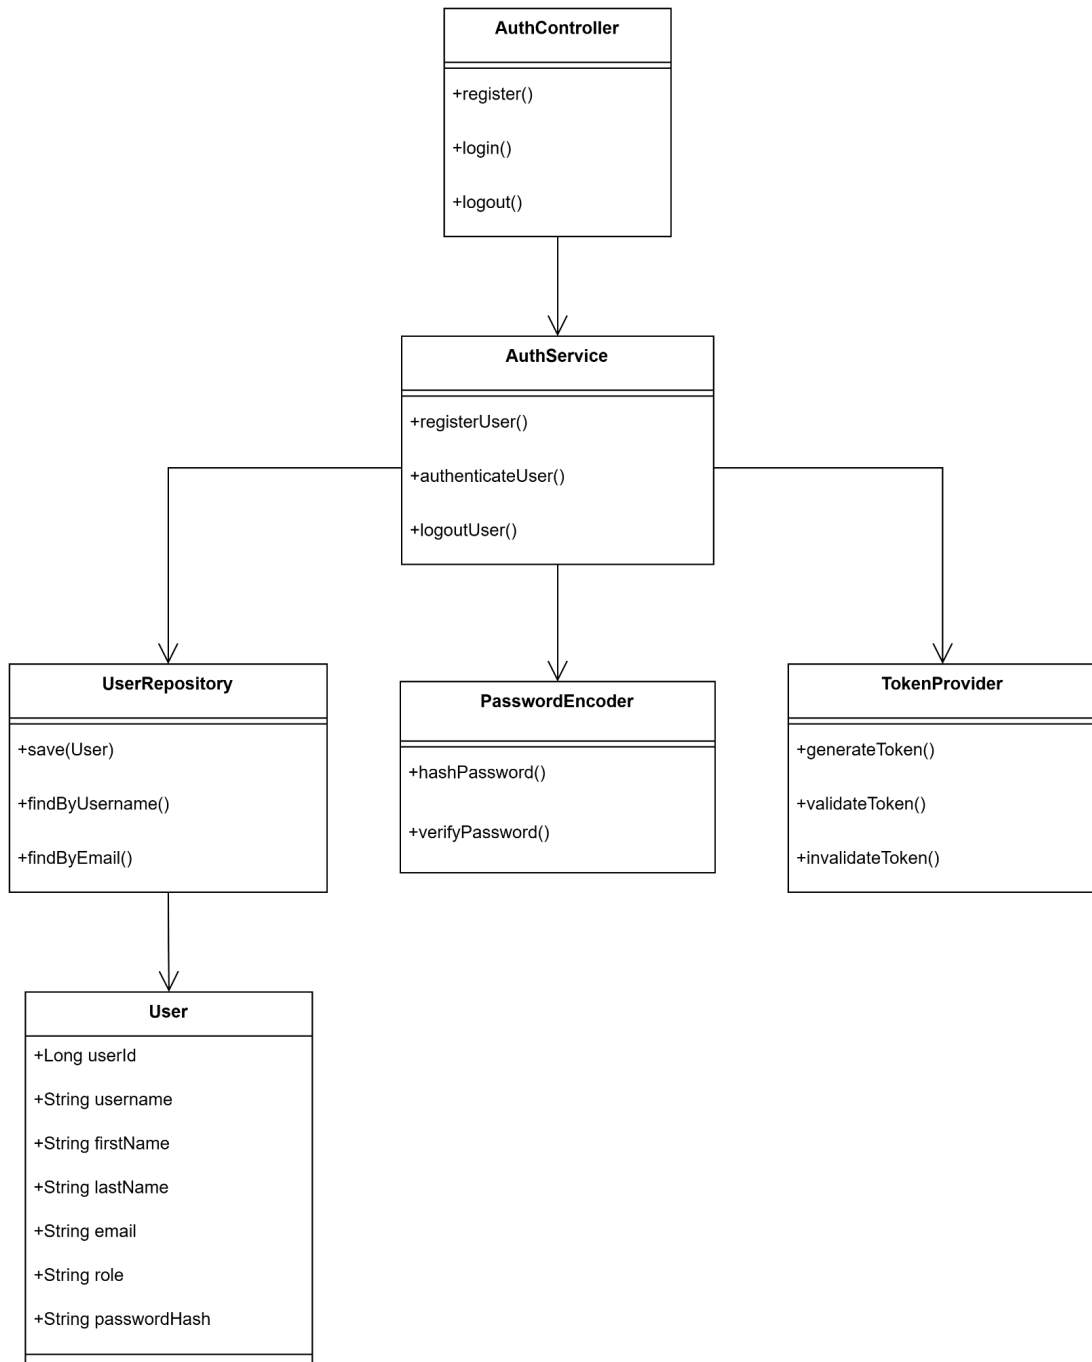 AuthController
+register()
+login()
+logout()
AuthService
+registerUser()
+authenticateUser()
+logoutUser()
UserRepository
+save(User)
+findByUsername()
+findByEmail()
PasswordEncoder
+hashPassword()
+verifyPassword()
TokenProvider
+generateToken()
+validateToken()
+invalidateToken()
User
+Long userId
+String username
+String firstName
+String lastName
+String email
+String role
+String passwordHash